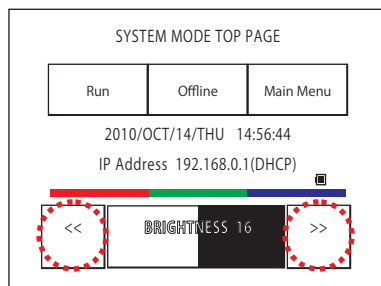 SYSTEM MODE TOP PAGE
Run Offline Main Menu
2010/OCT/14/THU 14:56:44
IP Address 192.168.0.1(DHCP)
<< BRIGHTNESS 16 >>